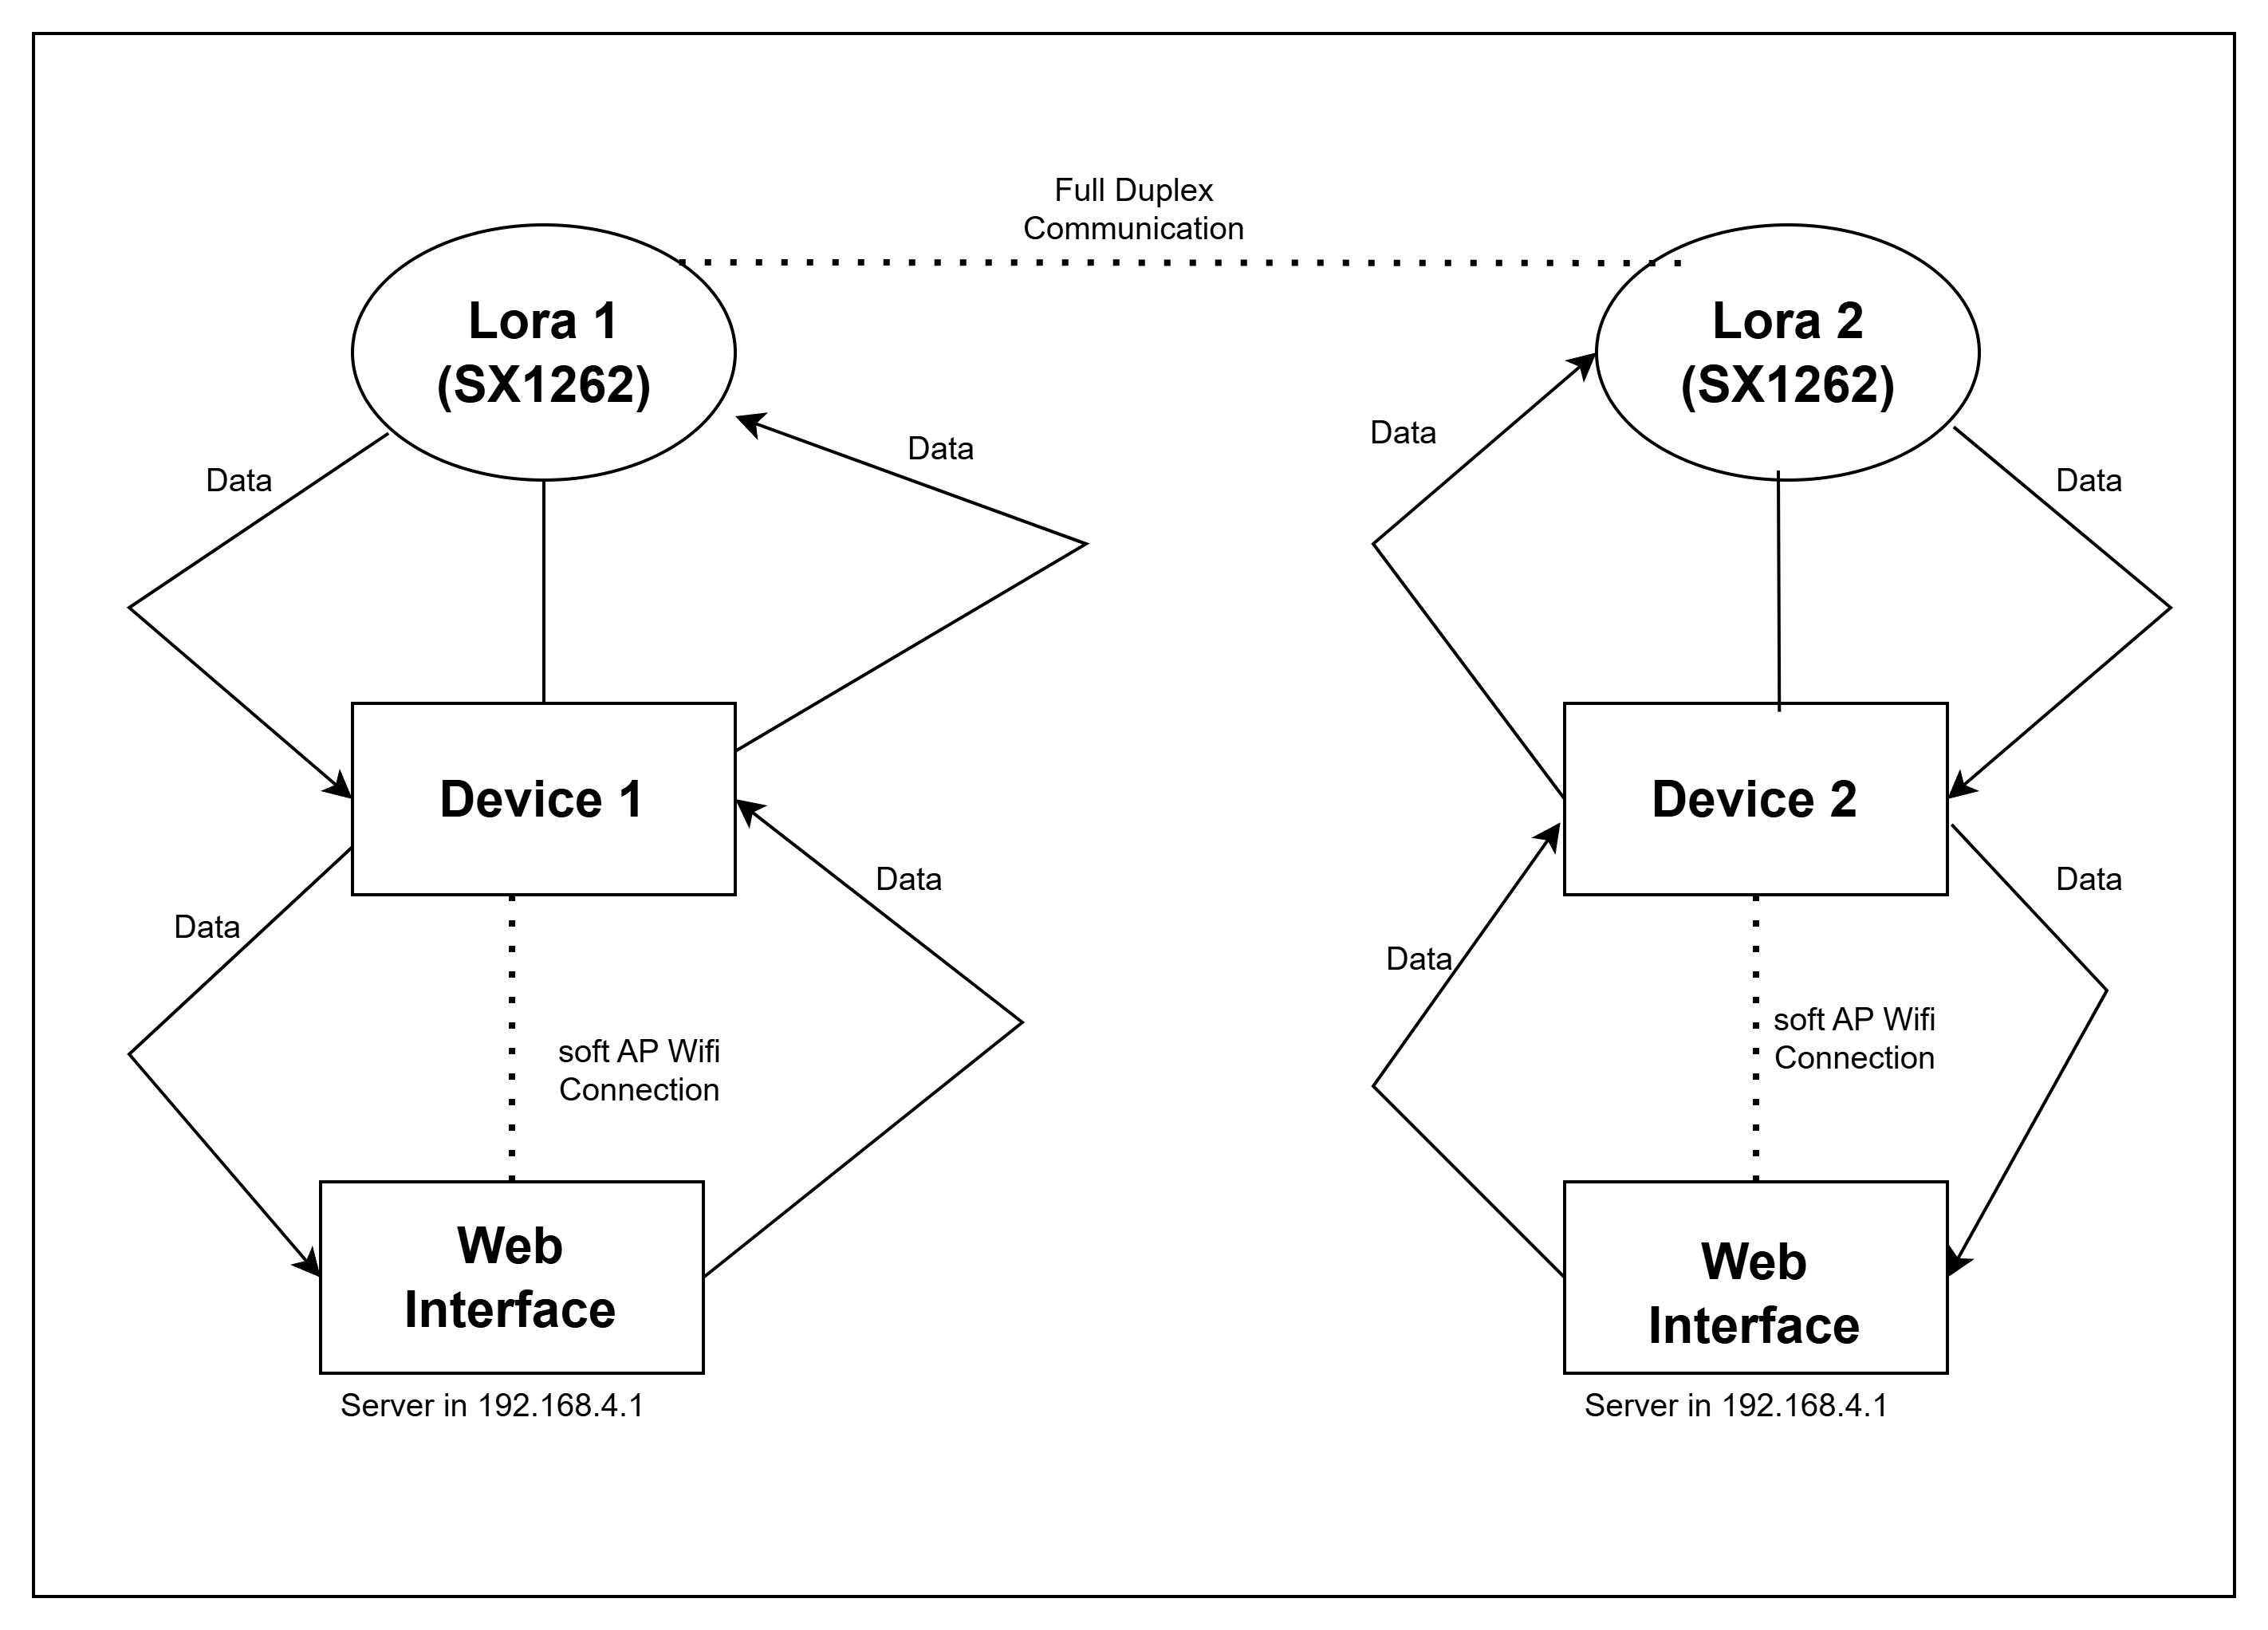 Full Duplex
Communication
Lora 1
(SX1262)
Lora 2
(SX1262)
Data
Data
Data
Data
Device 1
Device 2
Data
Data
Data
Data
soft AP Wifi
Connection
soft AP Wifi
Connection
Web
Interface
Web
Interface
Server in 192.168.4.1
Server in 192.168.4.1